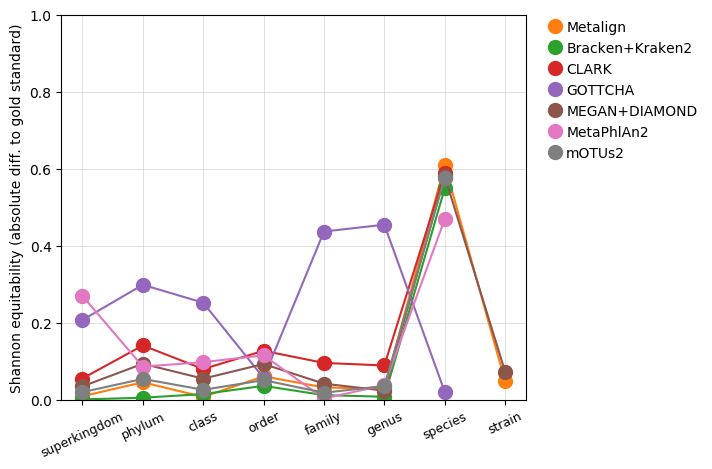 Shannon equitability (absolute diff. to gold standard)
1.0
0.8
0.6
0.4
0.2
0.0
superkingdom
phylum
class
order
family
genus
species
strain
Metalign
Bracken+Kraken2
CLARK
GOTTCHA
MEGAN+DIAMOND
MetaPhlAn2
mOTUs2